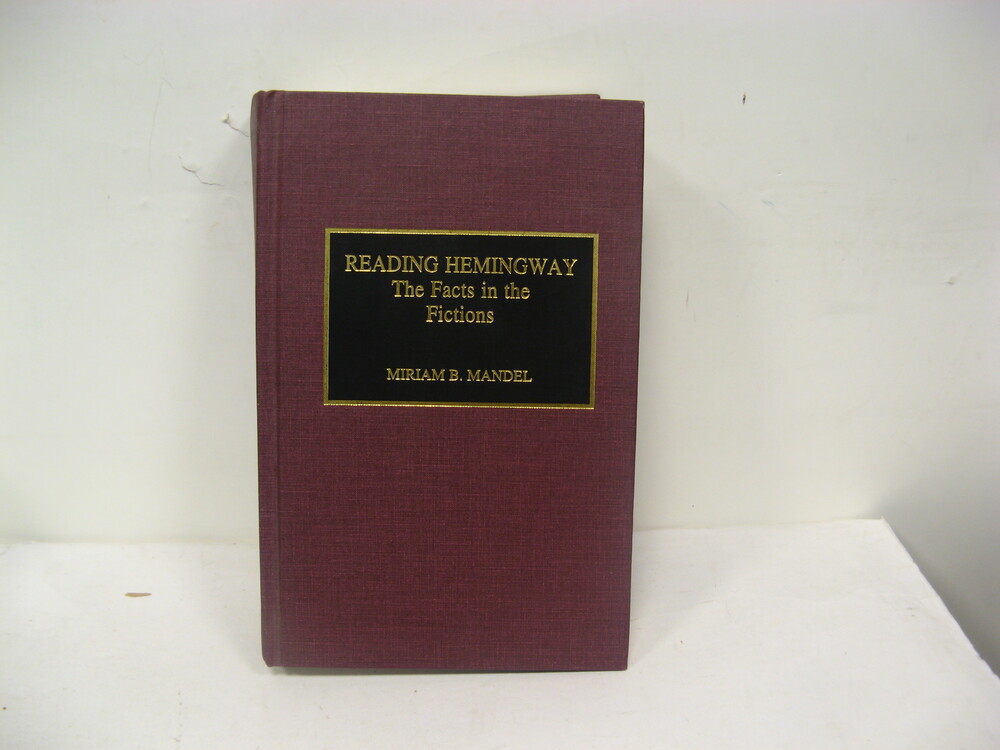 READING HEMINGWAY
The Facts in the
Fictions
MIRIAM B. MANDEL